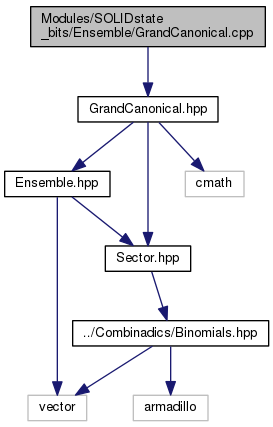 Modules/SOLIDstate
_bits/Ensemble/GrandCanonical.cpp
GrandCanonical.hpp
Ensemble.hpp
cmath
Sector.hpp
../Combinadics/Binomials.hpp
vector
armadillo